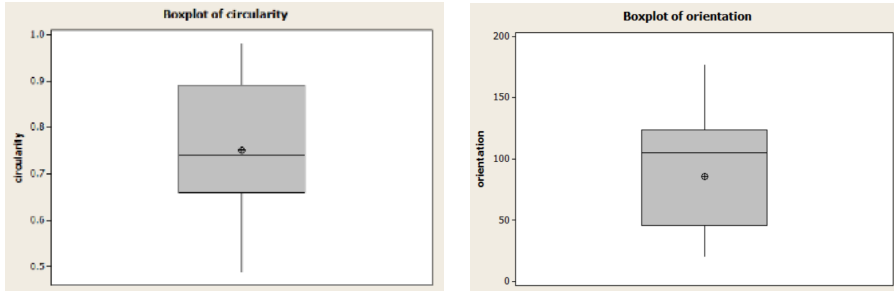 Boxplot of circularity
1.0
0.9
0.8
0.7
0.6
0.5
circularity
Boxplot of orientation
200
150
100
50
0
orientation